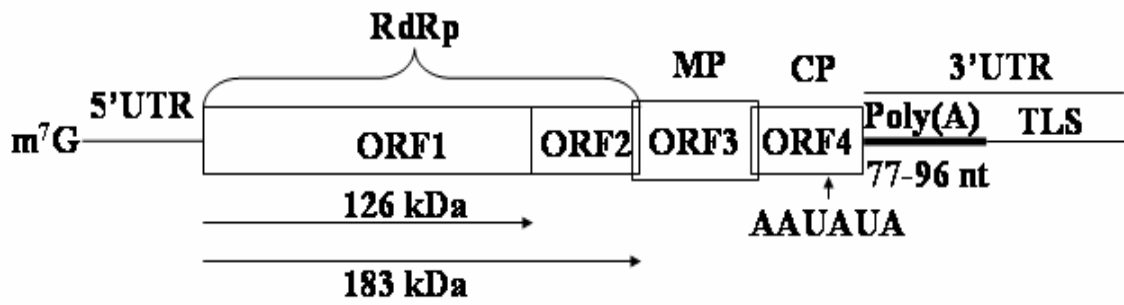 RdRp
MP CP 3’UTR
5’UTR Poly(A) TLS
m⁷G ORF1 ORF2 ORF3 ORF4
77-96 nt
126 kDa AAUAUA
183 kDa